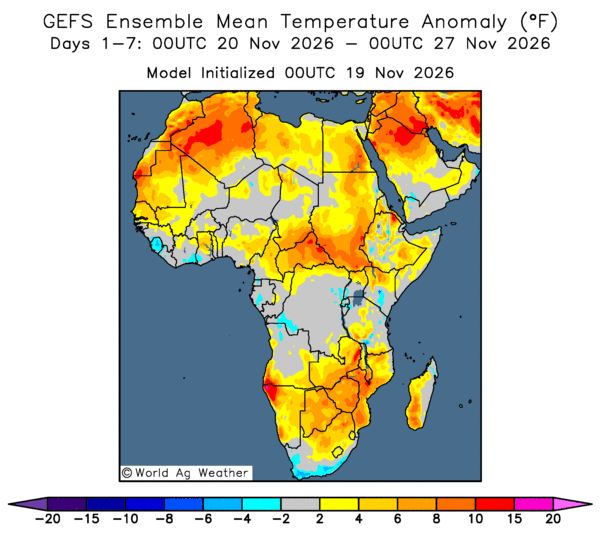 GEFS Ensemble Mean Temperature Anomaly (°F)
Days 1–7: 00UTC 20 Nov 2026 – 00UTC 27 Nov 2026
Model Initialized 00UTC 19 Nov 2026
©World Ag Weather
−20 −15 −10 −8 −6 −4 −2 2 4 6 8 10 15 20